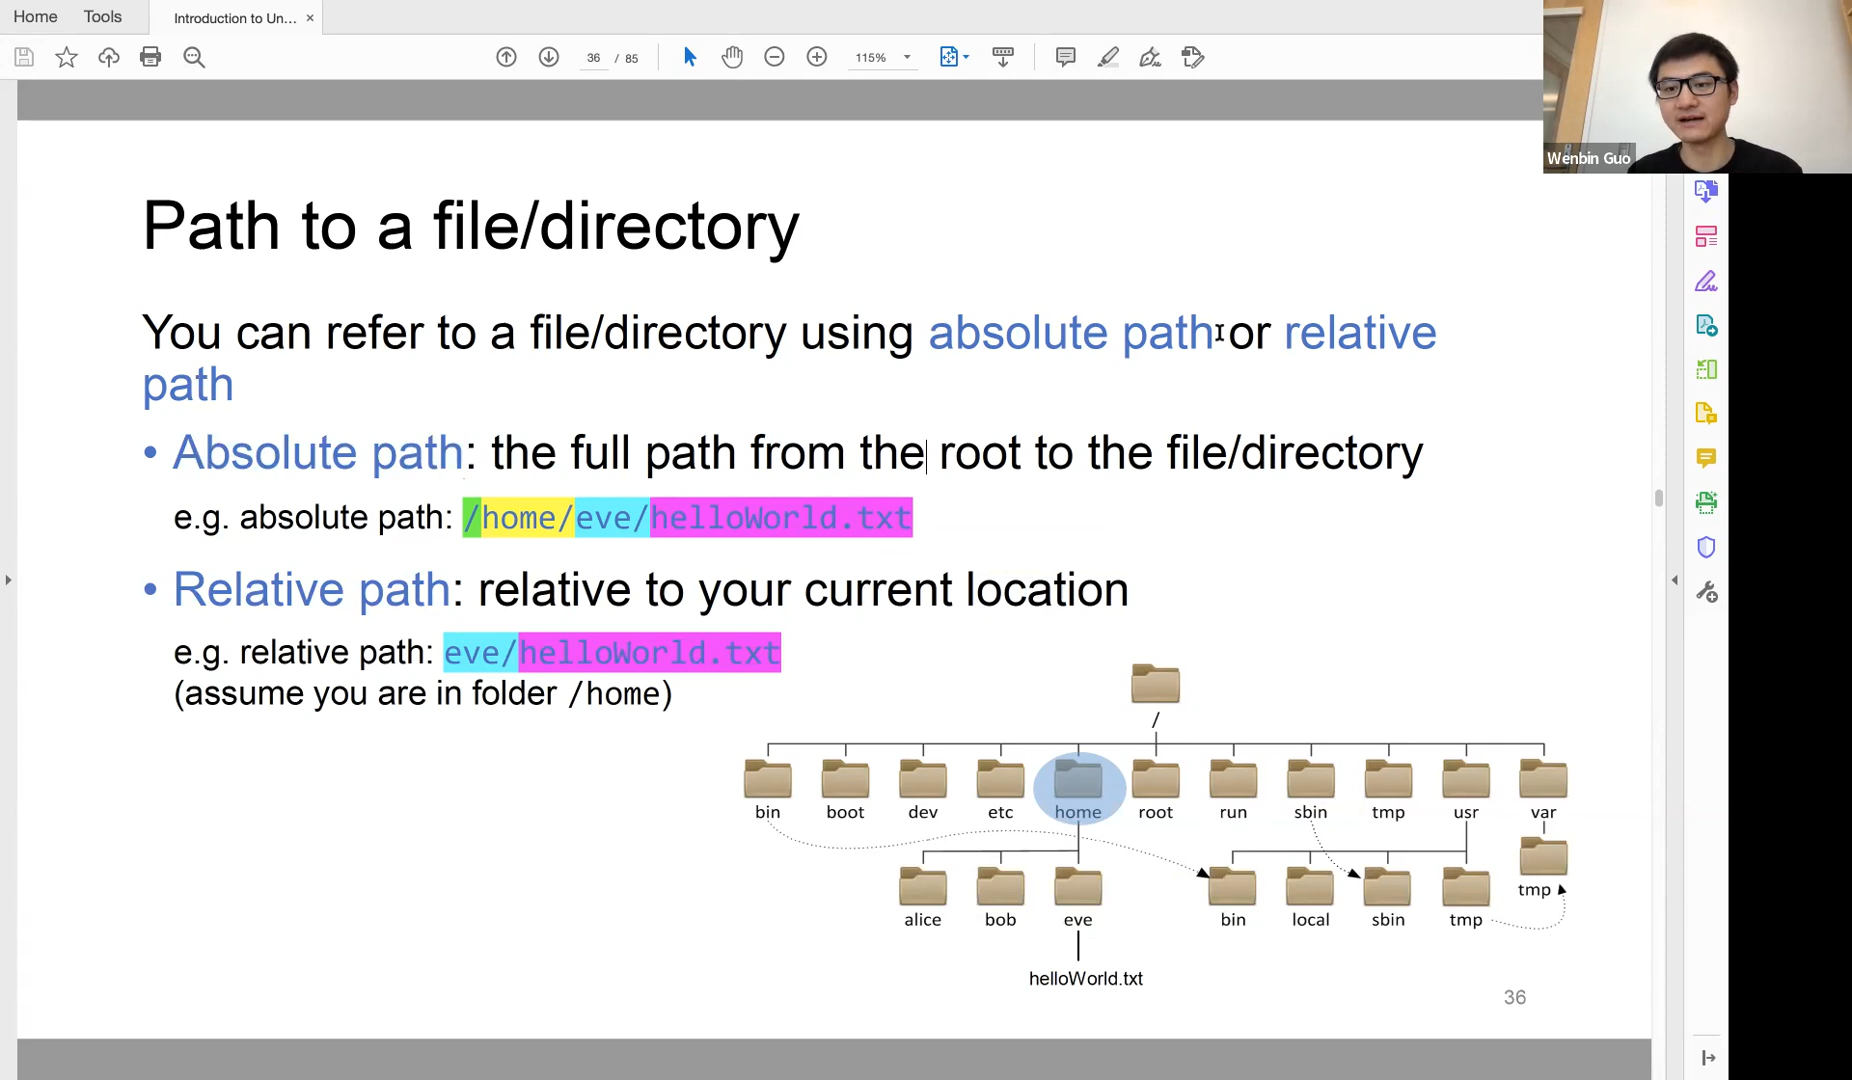 Home
Tools
Introduction to Un...
×
36 / 85
115%
Wenbin Guo
Path to a file/directory
You can refer to a file/directory using absolute path or relative
path
• Absolute path: the full path from the root to the file/directory
e.g. absolute path: /home/eve/helloWorld.txt
• Relative path: relative to your current location
e.g. relative path: eve/helloWorld.txt
(assume you are in folder /home)
/
bin boot dev etc home root run sbin tmp usr var
tmp
alice bob eve bin local sbin tmp
helloWorld.txt
36